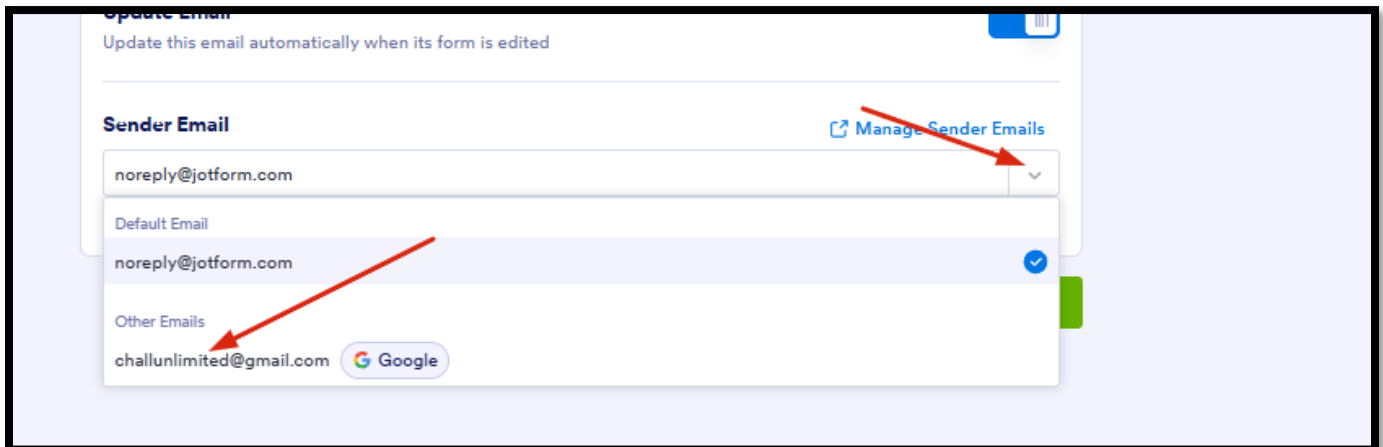 Update Email
Update this email automatically when its form is edited
Sender Email
Manage Sender Emails
noreply@jotform.com
Default Email
noreply@jotform.com
Other Emails
challunlimited@gmail.com Google